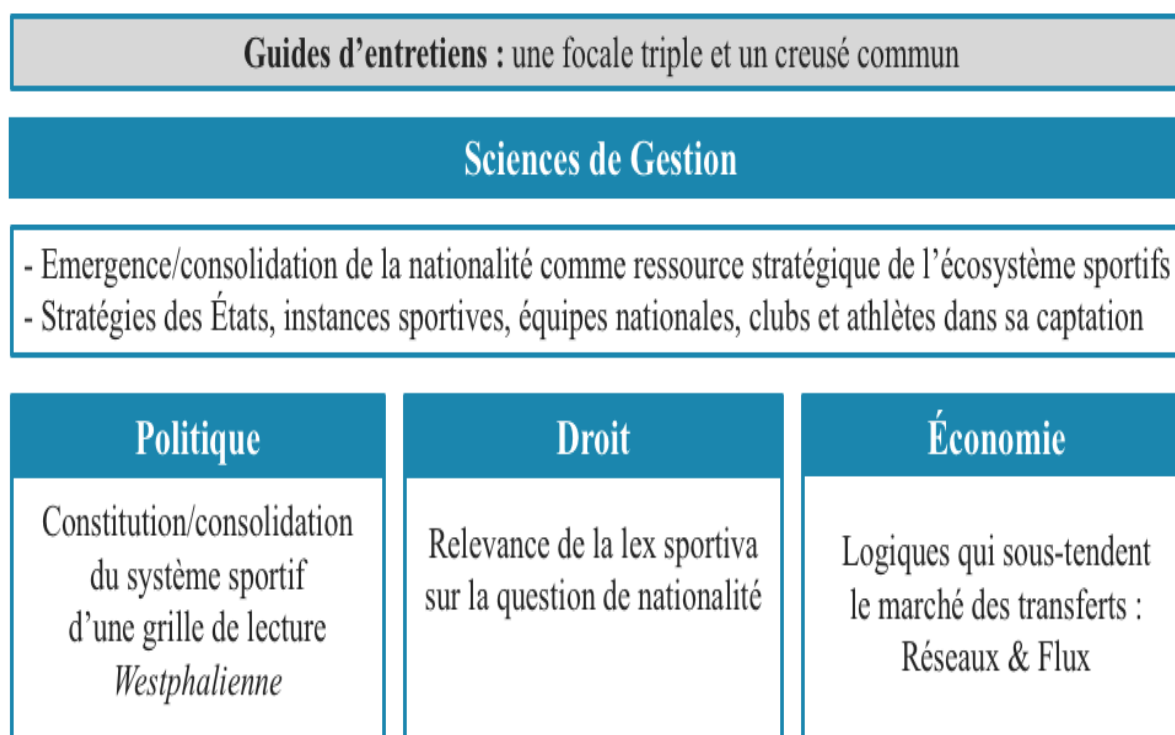 Guides d’entretiens : une focale triple et un creusé commun
Sciences de Gestion
- Emergence/consolidation de la nationalité comme ressource stratégique de l’écosystème sportifs
- Stratégies des États, instances sportives, équipes nationales, clubs et athlètes dans sa captation
Politique
Constitution/consolidation
du système sportif
d’une grille de lecture
Westphalienne
Droit
Relevance de la lex sportiva
sur la question de nationalité
Économie
Logiques qui sous-tendent
le marché des transferts :
Réseaux & Flux